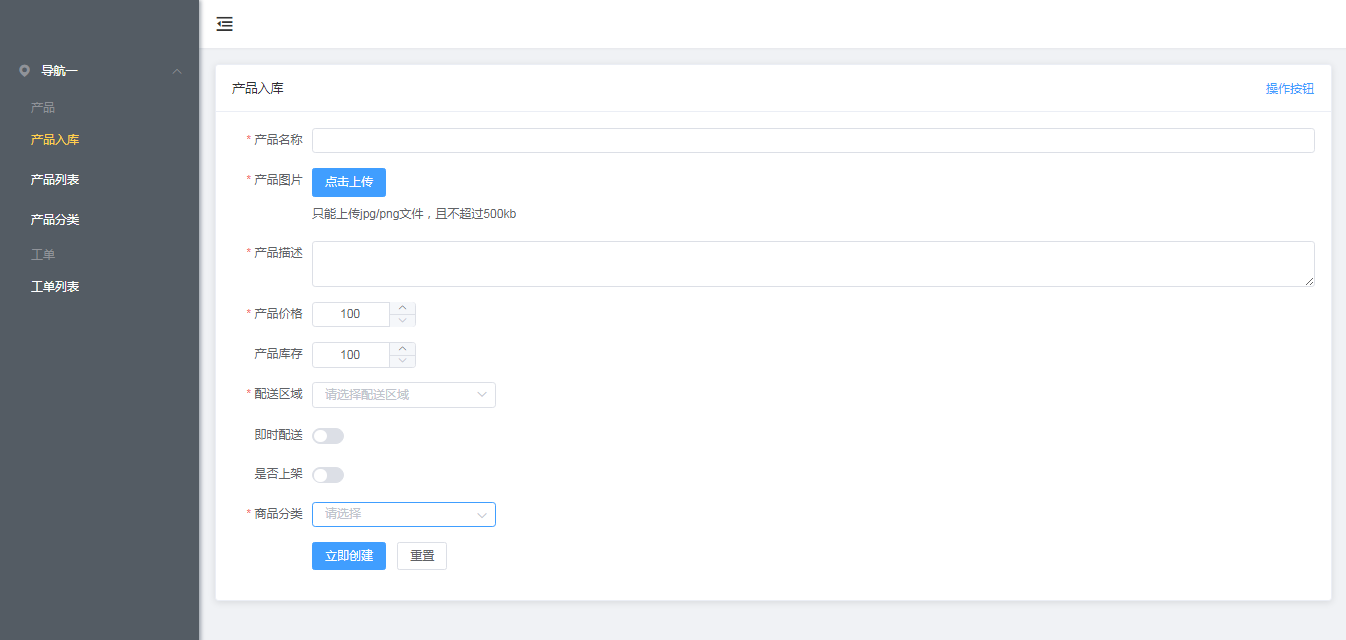 导航一
产品
产品入库
产品列表
产品分类
工单
工单列表
产品入库
操作按钮
* 产品名称
* 产品图片
点击上传
只能上传jpg/png文件，且不超过500kb
* 产品描述
* 产品价格
100
产品库存
100
* 配送区域
请选择配送区域
即时配送
是否上架
* 商品分类
请选择
立即创建
重置